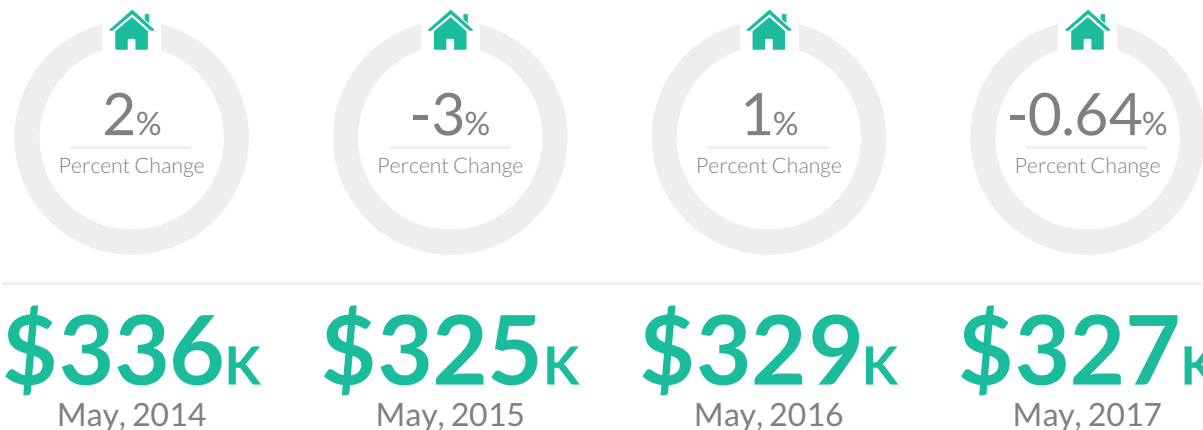 2% -3% 1% -0.64%
Percent Change Percent Change Percent Change Percent Change
$336K $325K $329K $327K
May, 2014 May, 2015 May, 2016 May, 2017